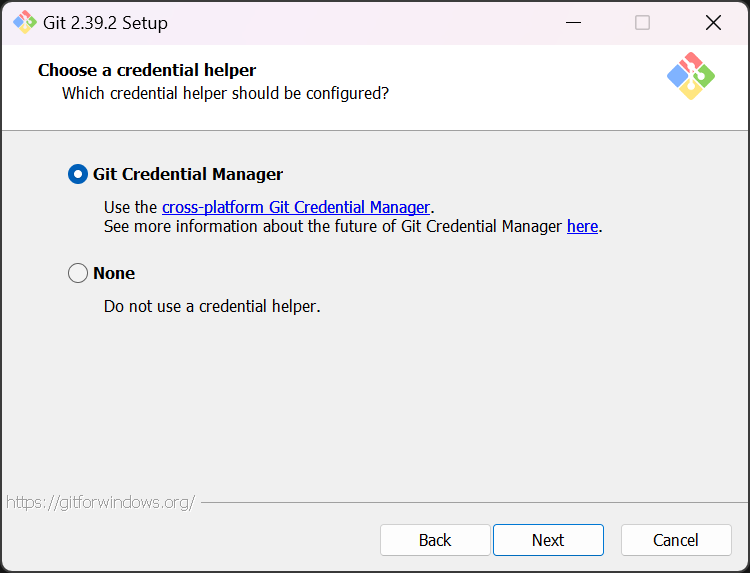 Git 2.39.2 Setup
Choose a credential helper
Which credential helper should be configured?
Git Credential Manager
Use the cross-platform Git Credential Manager.
See more information about the future of Git Credential Manager here.
None
Do not use a credential helper.
https://gitforwindows.org/
Back
Next
Cancel